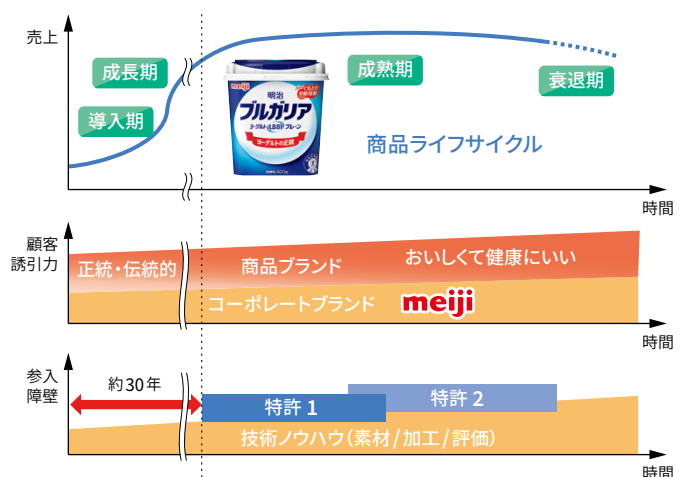 売上
成長期
導入期
成熟期
衰退期
meiji
明治
ブルガリア
ヨーグルト LB81 プレーン
ヨーグルトの正統
商品ライフサイクル
時間
顧客
誘引力
正統・伝統的
商品ブランド
おいしくて健康にいい
コーポレートブランド
meiji
時間
参入
障壁
約30年
特許 1
特許 2
技術ノウハウ(素材/加工/評価)
時間